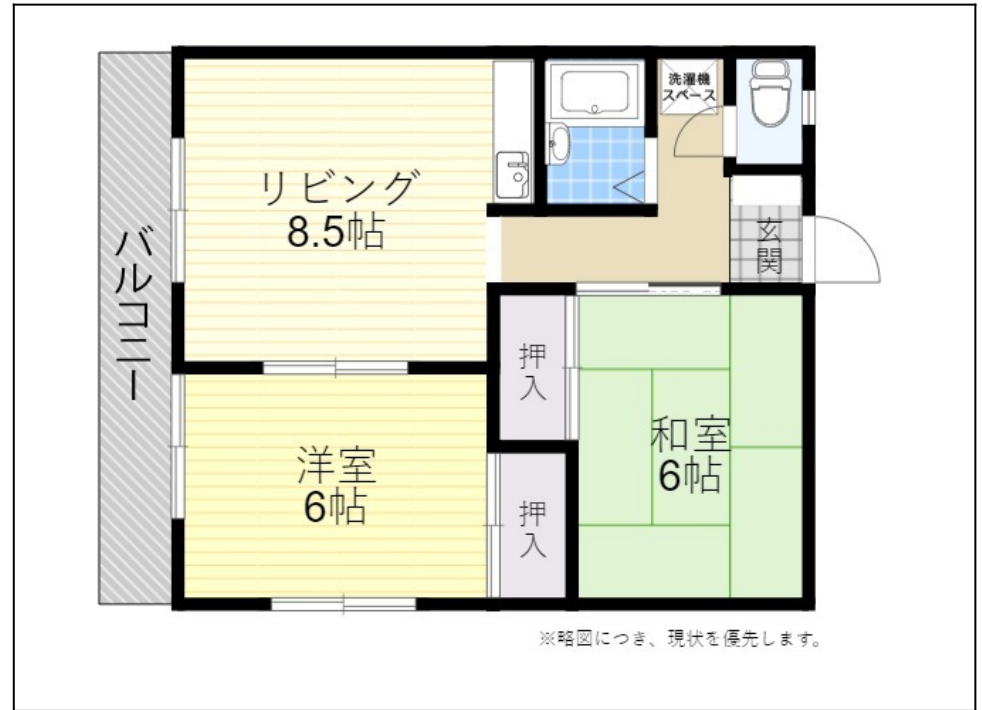 洗濯機
スペース
リビング
8.5帖
玄
関
バルコニー
押
入
和室
6帖
洋室
6帖
押
入
※略図につき、現状を優先します。